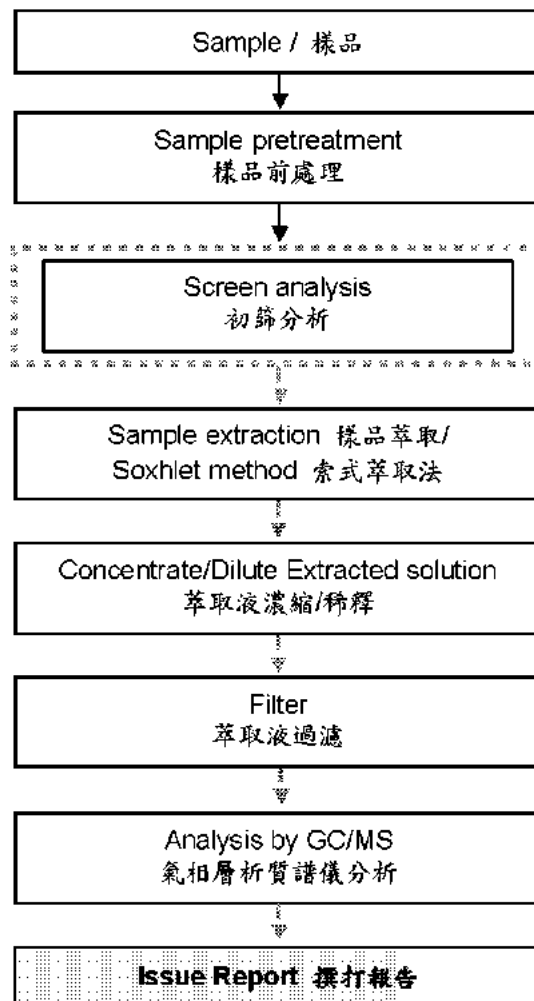 Sample / 樣品
Sample pretreatment
樣品前處理
Screen analysis
初篩分析
Sample extraction 樣品萃取/
Soxhlet method 索式萃取法
Concentrate/Dilute Extracted solution
萃取液濃縮/稀釋
Filter
萃取液過濾
Analysis by GC/MS
氣相層析質譜儀分析
Issue Report 撰打報告